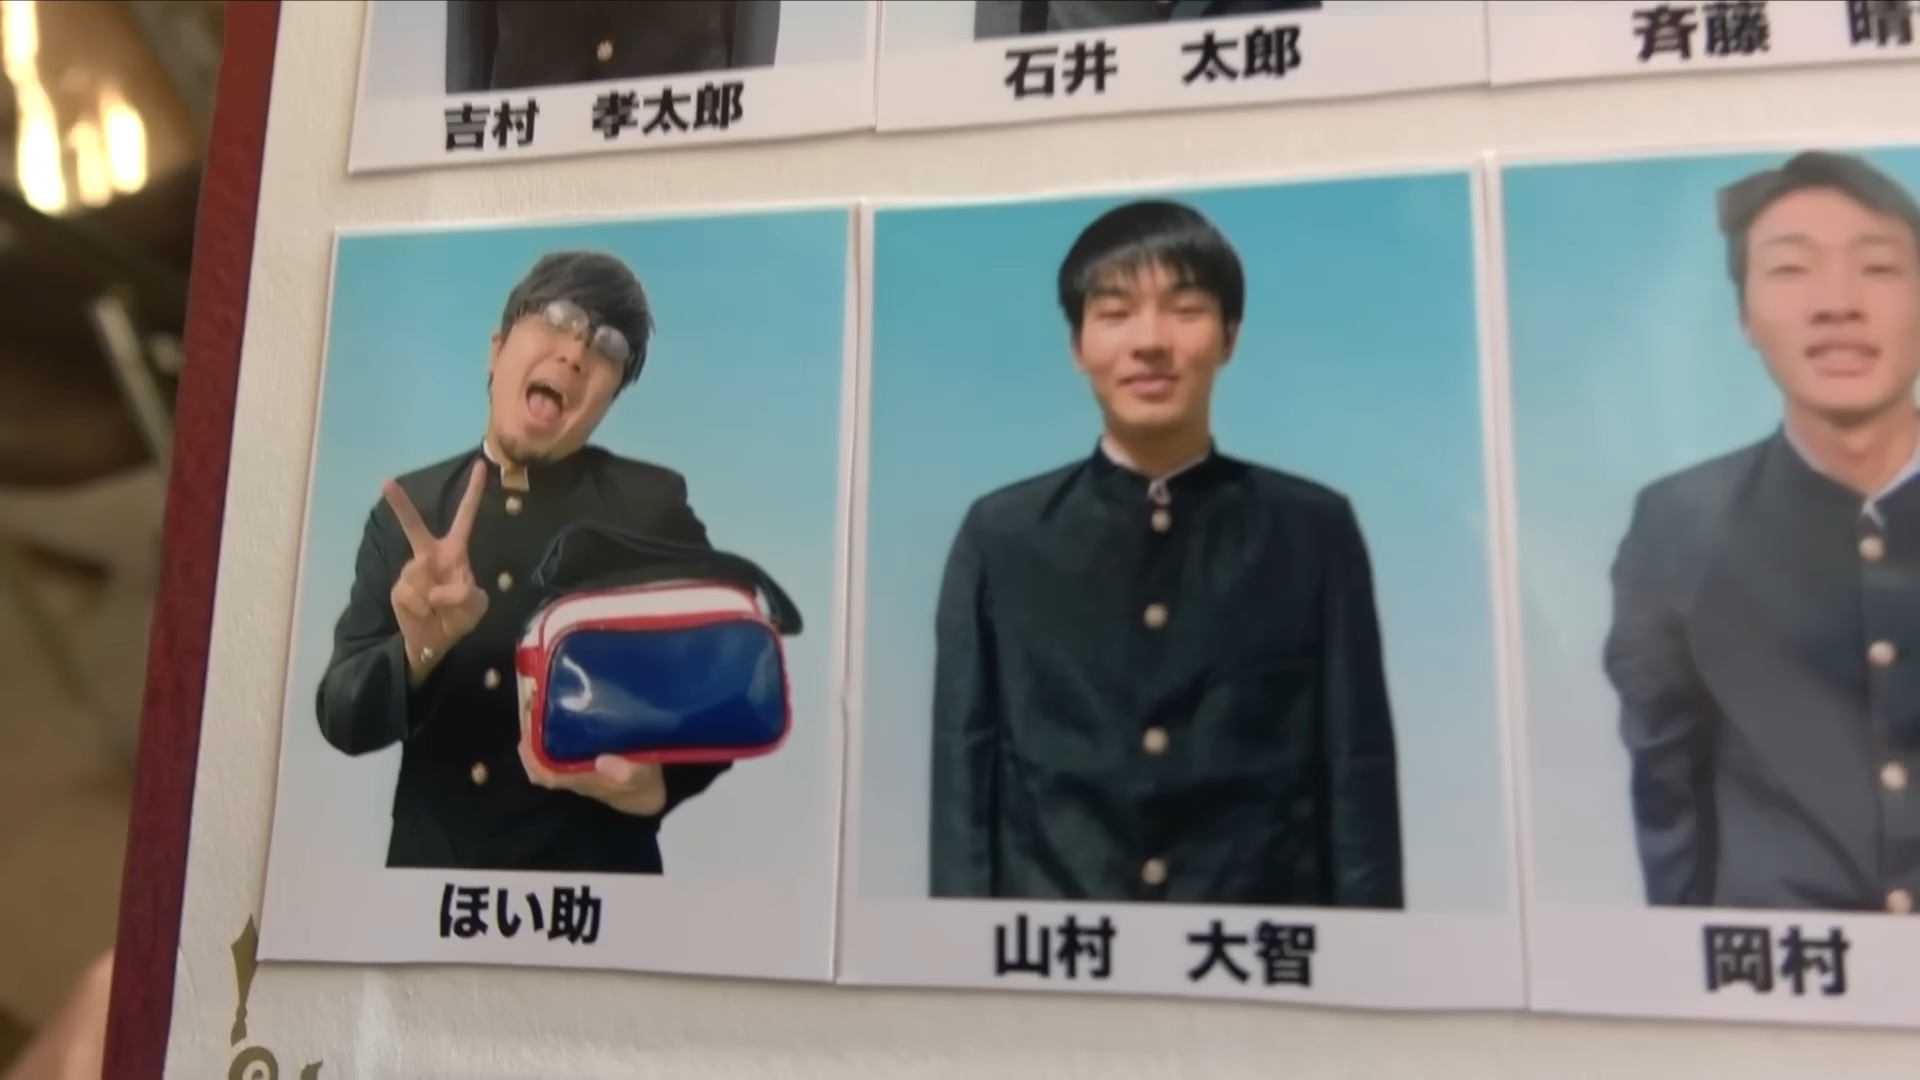 吉村 孝太郎
石井 太郎
斉藤 晴
ほい助
山村 大智
岡村